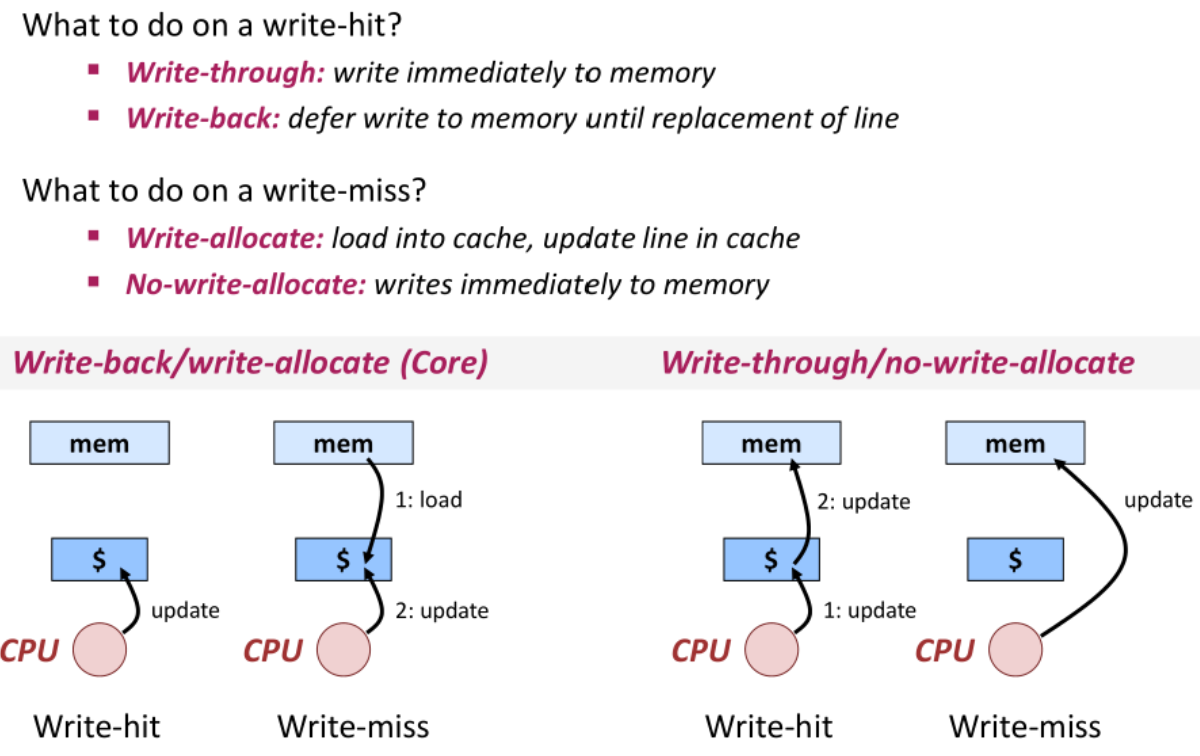 What to do on a write-hit?
▪ Write-through: write immediately to memory
▪ Write-back: defer write to memory until replacement of line
What to do on a write-miss?
▪ Write-allocate: load into cache, update line in cache
▪ No-write-allocate: writes immediately to memory
Write-back/write-allocate (Core)
mem
$
update
CPU
Write-hit
mem
1: load
$
2: update
CPU
Write-miss
Write-through/no-write-allocate
mem
2: update
$
1: update
CPU
Write-hit
mem
update
$
CPU
Write-miss